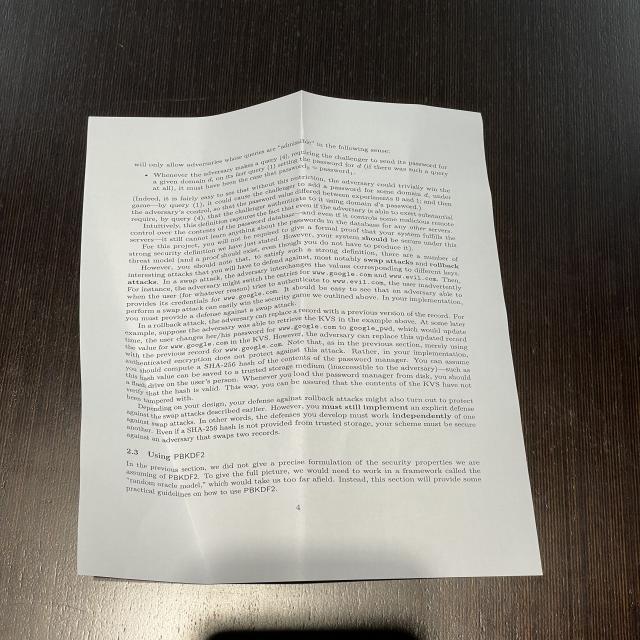 will only allow adversaries whose queries are "admissible" in the following sense:
• Whenever the adversary makes a query (4), requiring the challenger to send its password for
a given domain d, on its last query (1) setting the password for d (if there was such a query
at all), it must have been the case that password₀ = password₁.
(Indeed, it is fairly easy to see that without this restriction, the adversary could trivially win the
game—by query (1), it could cause the challenger to add a password for some domain d, under
the adversary's control, so that the password value differed between experiments 0 and 1; and then
require, by query (4), that the challenger authenticate to it using domain d's password.)
Intuitively, this definition captures the fact that even if the adversary is able to exert substantial
control over the contents of the password database—and even if it controls some malicious remote
servers—it still cannot learn anything about the passwords in the database for any other servers.
For this project, you will not be required to give a formal proof that your system fulfills the
strong security definition we have just stated. However, your system should be secure under this
threat model (and a proof should exist, even though you do not have to produce it).
However, you should note that, to satisfy such a strong definition, there are a number of
interesting attacks that you will have to defend against, most notably swap attacks and rollback
attacks. In a swap attack, the adversary interchanges the values corresponding to different keys.
For instance, the adversary might switch the entries for www.google.com and www.evil.com. Then,
when the user (for whatever reason) tries to authenticate to www.evil.com, the user inadvertently
provides its credentials for www.google.com. It should be easy to see that an adversary able to
perform a swap attack can easily win the security game we outlined above. In your implementation,
you must provide a defense against swap attack.
In a rollback attack, the adversary can replace a record with a previous version of the record. For
example, suppose the adversary was able to retrieve the KVS in the example above. At some later
time, the user changes her/his password for www.google.com to google_pwd, which would update
the value for www.google.com in the KVS. However, the adversary can replace this updated record
with the previous record for www.google.com. Note that, as in the previous section, merely using
authenticated encryption does not protect against this attack. Rather, in your implementation,
you should compute a SHA-256 hash of the contents of the password manager. You can assume
this hash value can be saved to a trusted storage medium (inaccessible to the adversary)—such as
a flash drive on the user's person. Whenever you load the password manager from disk, you should
verify that the hash is valid. This way, you can be assured that the contents of the KVS have not
been tampered with.
Depending on your design, your defense against rollback attacks might also turn out to protect
against the swap attacks described earlier. However, you must still implement an explicit defense
against swap attacks. In other words, the defences you develop must work independently of one
another. Even if a SHA-256 hash is not provided from trusted storage, your scheme must be secure
against an adversary that swaps two records.
2.3 Using PBKDF2
In the previous section, we did not give a precise formulation of the security properties we are
assuming of PBKDF2. To give the full picture, we would need to work in a framework called the
"random oracle model," which would take us too far afield. Instead, this section will provide some
practical guidelines on how to use PBKDF2.
4